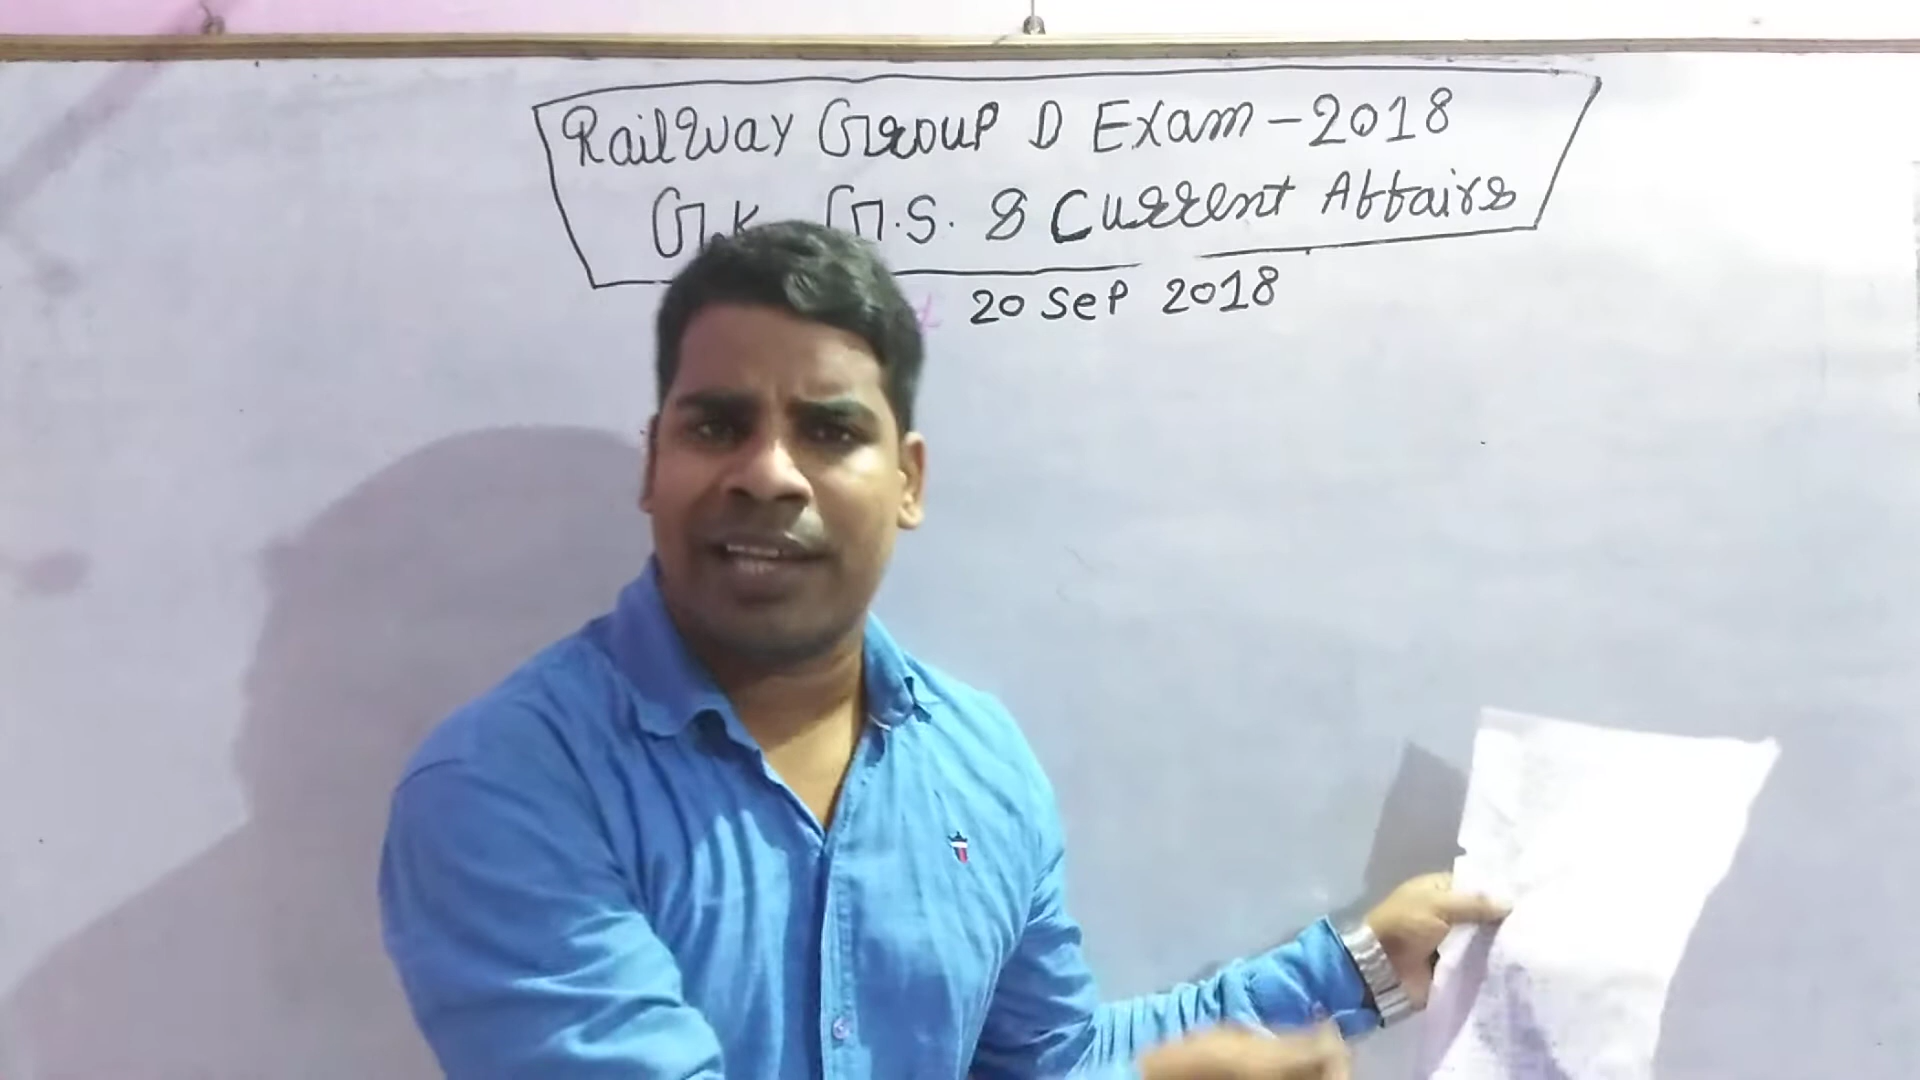 Railway Group D Exam - 2018
G.K. G.S. & Current Affairs
20 Sep 2018